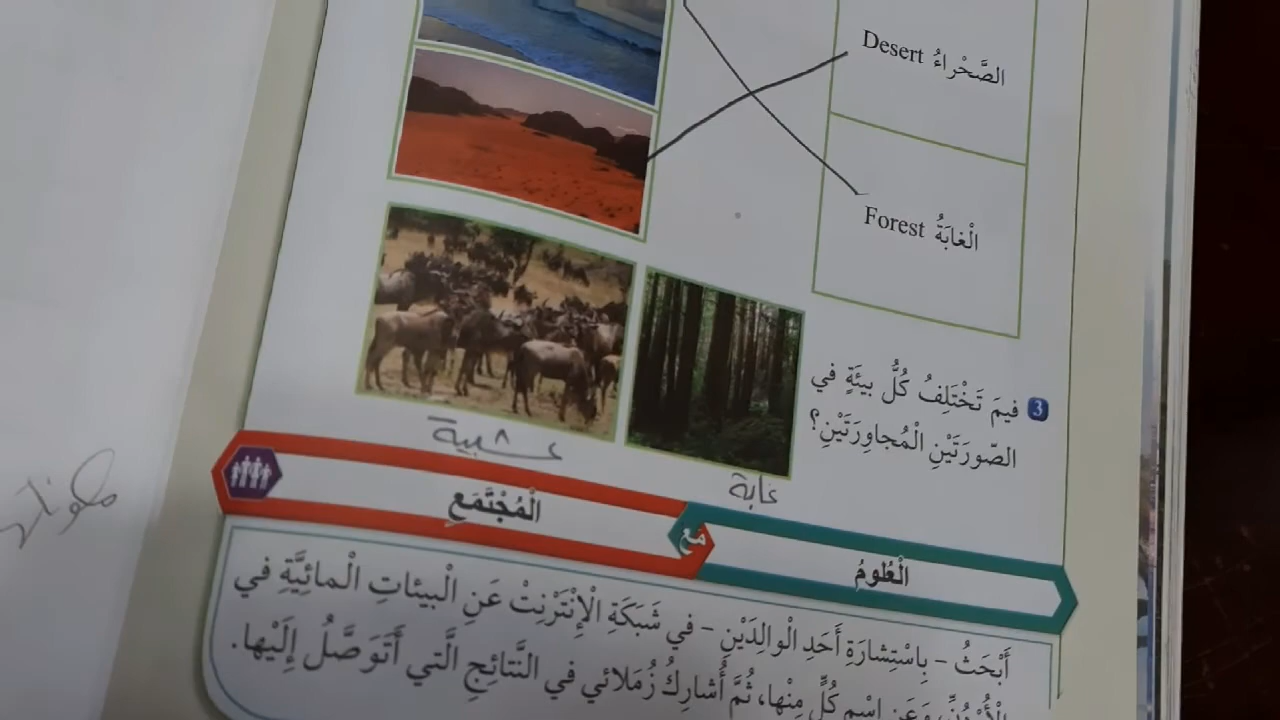 الصَّحْراءُ Desert
الْغابَةُ Forest
3 فيمَ تَخْتَلِفُ كُلُّ بيئَةٍ في
الصّورَتَيْنِ الْمُجاوِرَتَيْنِ؟
عشبية
غابة
الْعُلومُ مَعَ الْمُجْتَمَعِ
أَبْحَثُ - بِاسْتِشارَةِ أَحَدِ الْوالِدَيْنِ - في شَبَكَةِ الْإِنْتَرْنِتْ عَنِ الْبيئاتِ الْمائِيَّةِ في
الْأُرْدُنِّ، وَعَنِ اسْمِ كُلٍّ مِنْها، ثُمَّ أُشارِكُ زُمَلائي في النَّتائِجِ الَّتي أَتَوَصَّلُ إِلَيْها.